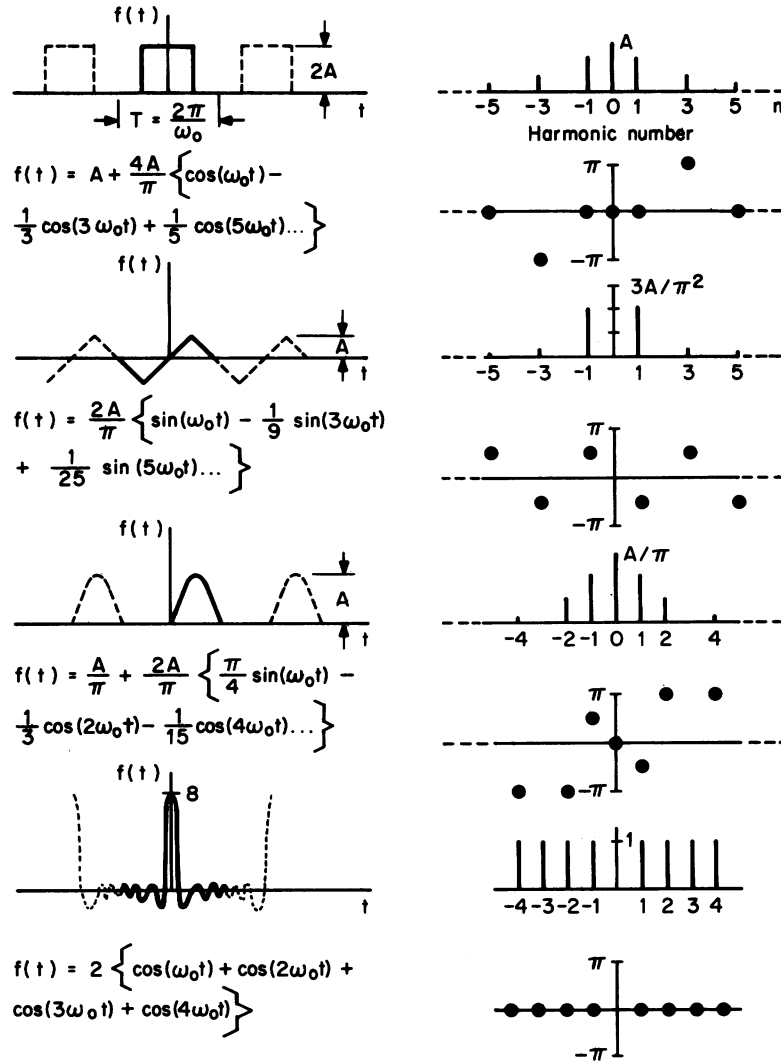 f(t)
2A
t
T = 2π/ω₀
A
-5 -3 -1 0 1 3 5 n
Harmonic number
f(t) = A + 4A/π {cos(ω₀t) −
1/3 cos(3ω₀t) + 1/5 cos(5ω₀t)...}
π
-π
f(t)
A
t
3A/π²
-5 -3 -1 0 1 3 5
f(t) = 2A/π {sin(ω₀t) − 1/9 sin(3ω₀t)
+ 1/25 sin(5ω₀t)...}
π
-π
f(t)
A
t
A/π
-4 -2 -1 0 1 2 4
f(t) = A/π + 2A/π {π/4 sin(ω₀t) −
1/3 cos(2ω₀t) − 1/15 cos(4ω₀t)...}
π
-π
f(t)
8
t
1
-4 -3 -2 -1 1 2 3 4
f(t) = 2 {cos(ω₀t) + cos(2ω₀t) +
cos(3ω₀t) + cos(4ω₀t)}
π
-π